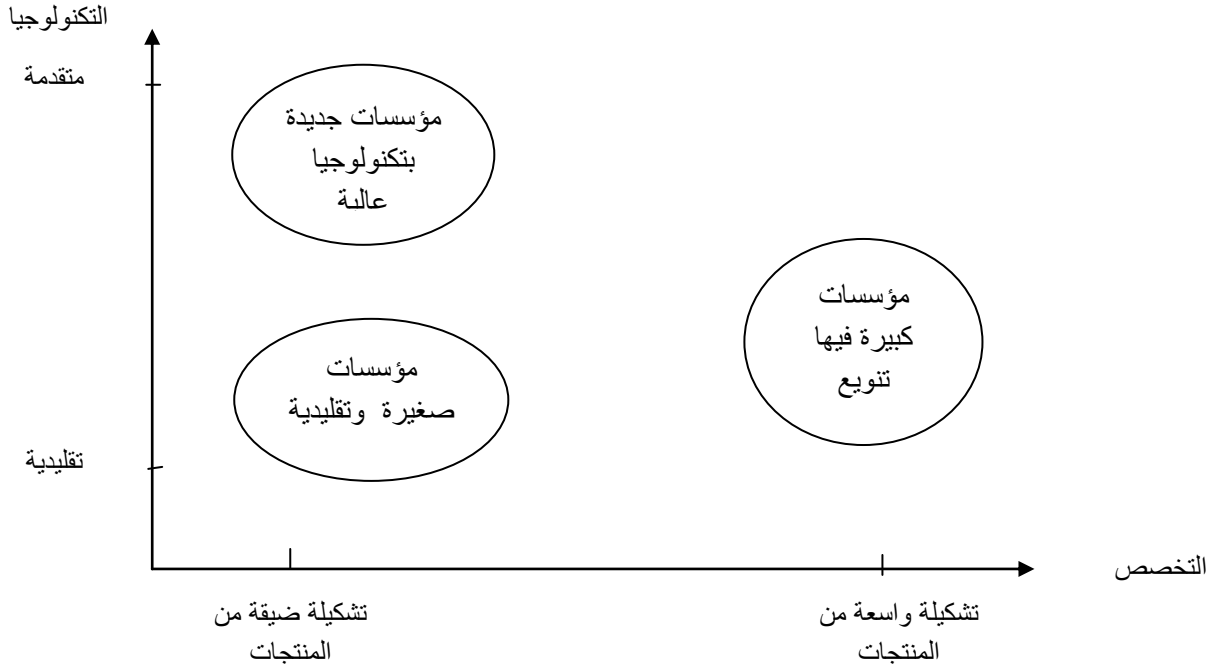 التكنولوجيا
متقدمة
مؤسسات جديدة
بتكنولوجيا
عالية
مؤسسات
كبيرة فيها
تنويع
مؤسسات
صغيرة وتقليدية
تقليدية
التخصص
تشكيلة واسعة من
المنتجات
تشكيلة ضيقة من
المنتجات